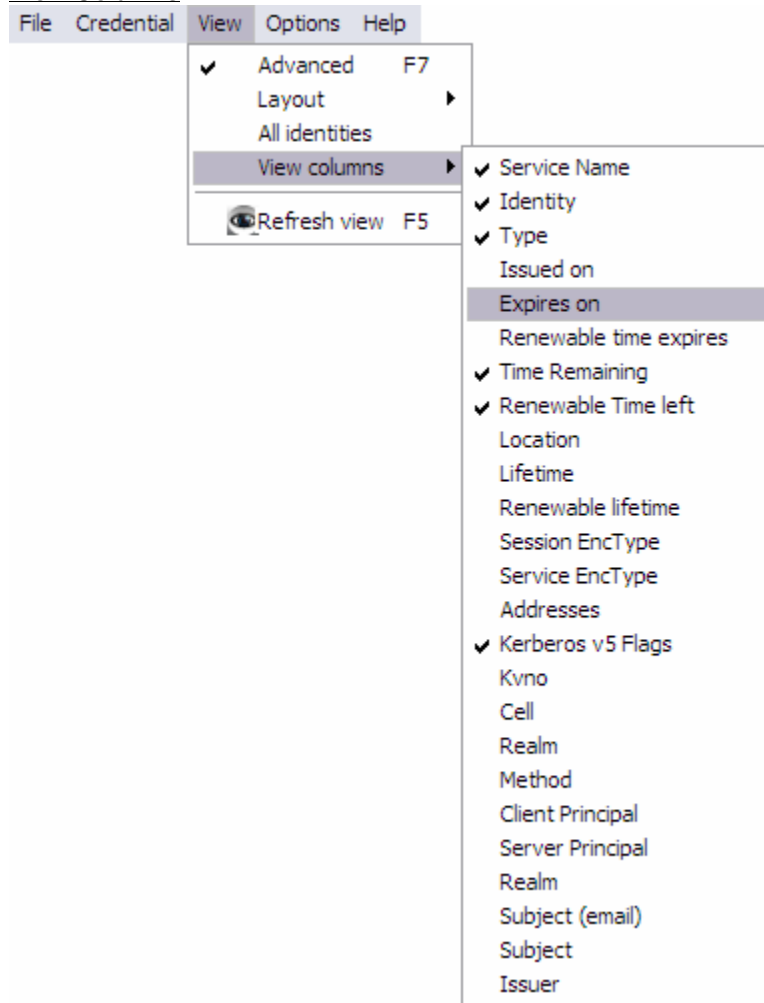 File Credential View Options Help
Advanced F7
Layout
All identities
View columns
Refresh view F5
Service Name
Identity
Type
Issued on
Expires on
Renewable time expires
Time Remaining
Renewable Time left
Location
Lifetime
Renewable lifetime
Session EncType
Service EncType
Addresses
Kerberos v5 Flags
Kvno
Cell
Realm
Method
Client Principal
Server Principal
Realm
Subject (email)
Subject
Issuer